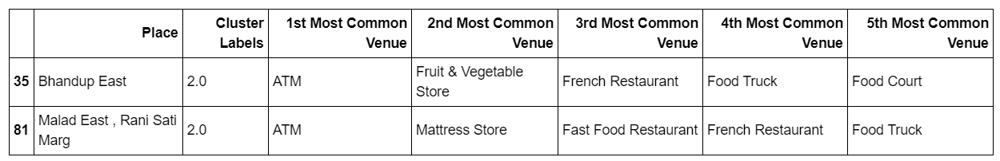 Place Cluster Labels 1st Most Common Venue 2nd Most Common Venue 3rd Most Common Venue 4th Most Common Venue 5th Most Common Venue
35 Bhandup East 2.0 ATM Fruit & Vegetable Store French Restaurant Food Truck Food Court
81 Malad East , Rani Sati Marg 2.0 ATM Mattress Store Fast Food Restaurant French Restaurant Food Truck